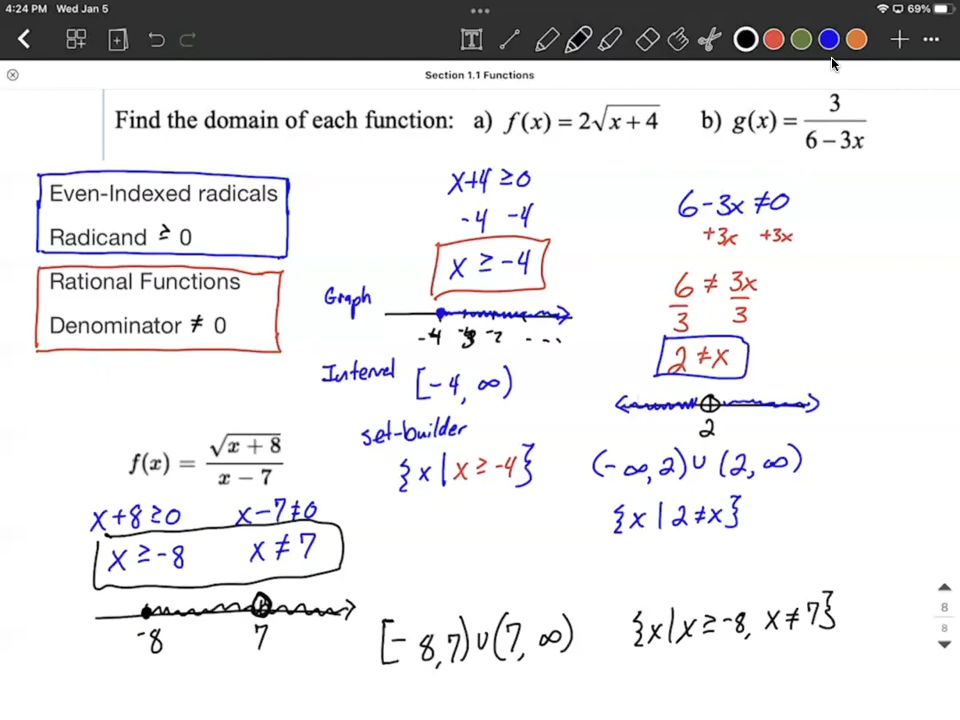 4:24 PM Wed Jan 5
69%
Section 1.1 Functions
Find the domain of each function: a) f(x) = 2√(x + 4) b) g(x) = 3/(6 − 3x)
Even-Indexed radicals
Radicand ≥ 0
Rational Functions
Denominator ≠ 0
x+4 ≥ 0
-4 -4
x ≥ -4
Graph
-4 -3 -2 ...
Interval [-4, ∞)
set-builder
{x | x ≥ -4}
6-3x ≠ 0
+3x +3x
6/3 ≠ 3x/3
2 ≠ x
2
(-∞, 2) ∪ (2, ∞)
{x | 2 ≠ x}
f(x) = √(x + 8)/(x − 7)
x+8 ≥ 0 x-7 ≠ 0
x ≥ -8 x ≠ 7
-8 7
[-8, 7) ∪ (7, ∞)
{x | x ≥ -8, x ≠ 7}
8
8